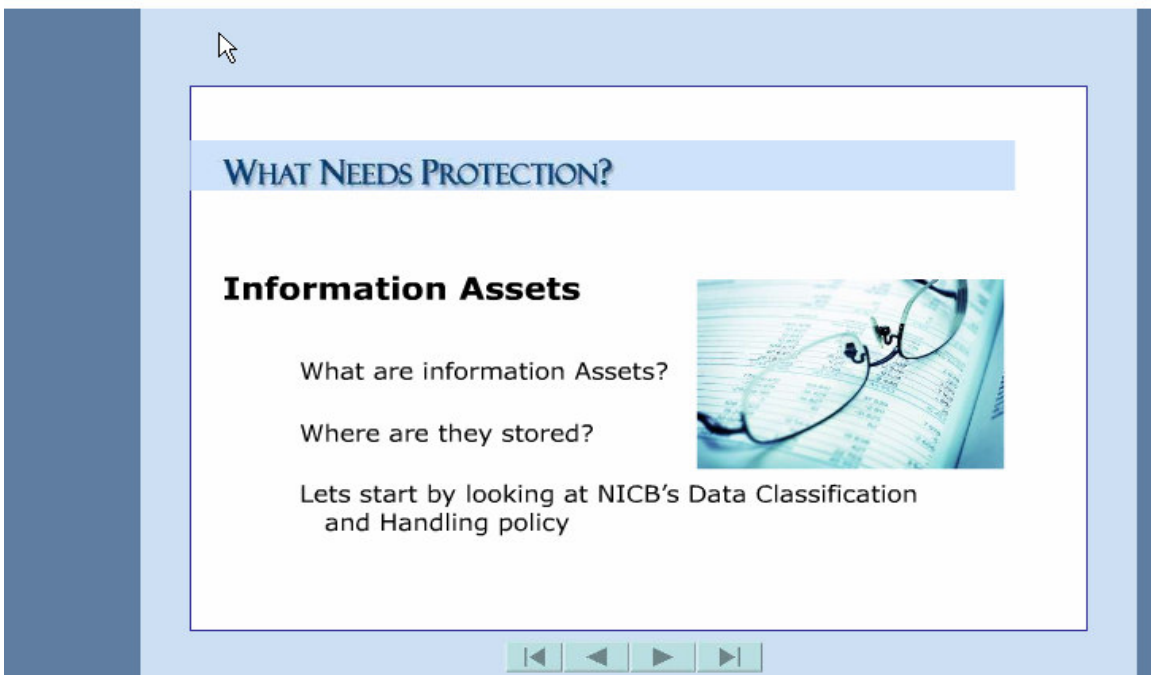 WHAT NEEDS PROTECTION?
Information Assets
What are information Assets?
Where are they stored?
Lets start by looking at NICB's Data Classification
and Handling policy